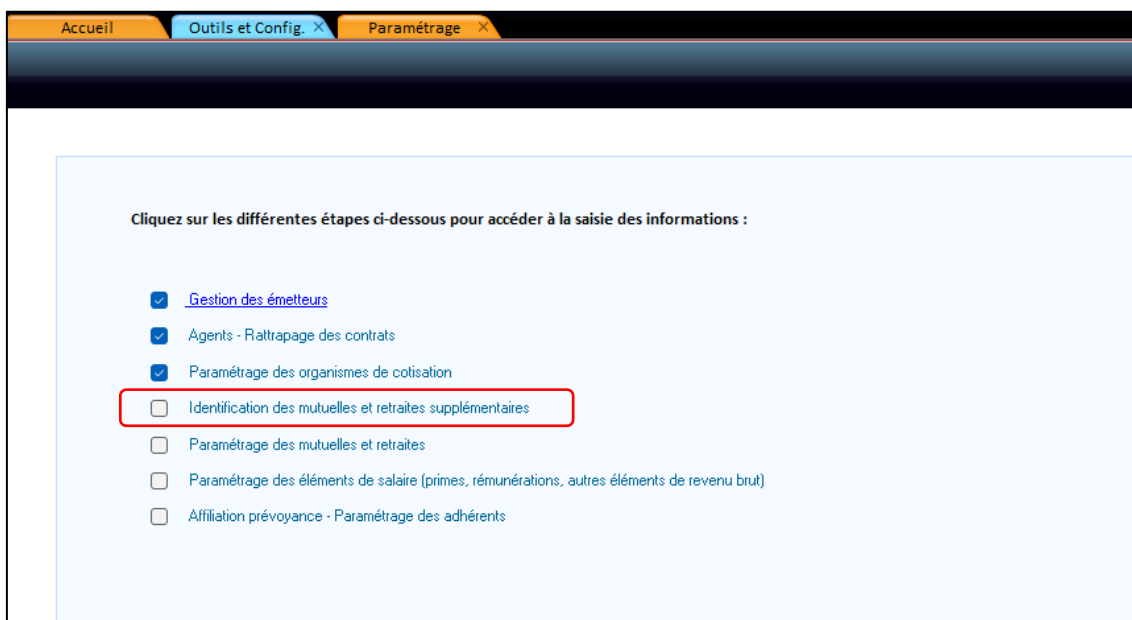 Accueil Outils et Config. × Paramétrage ×
Cliquez sur les différentes étapes ci-dessous pour accéder à la saisie des informations :
Gestion des émetteurs
Agents - Rattrapage des contrats
Paramétrage des organismes de cotisation
Identification des mutuelles et retraites supplémentaires
Paramétrage des mutuelles et retraites
Paramétrage des éléments de salaire (primes, rémunérations, autres éléments de revenu brut)
Affiliation prévoyance - Paramétrage des adhérents